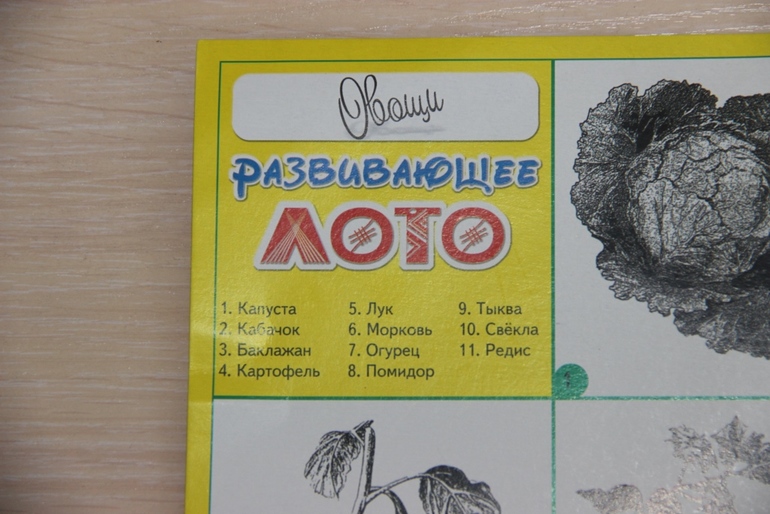 Овощи
РАЗВИВАЮЩЕЕ
ЛОТО
1. Капуста
2. Кабачок
3. Баклажан
4. Картофель
5. Лук
6. Морковь
7. Огурец
8. Помидор
9. Тыква
10. Свёкла
11. Редис